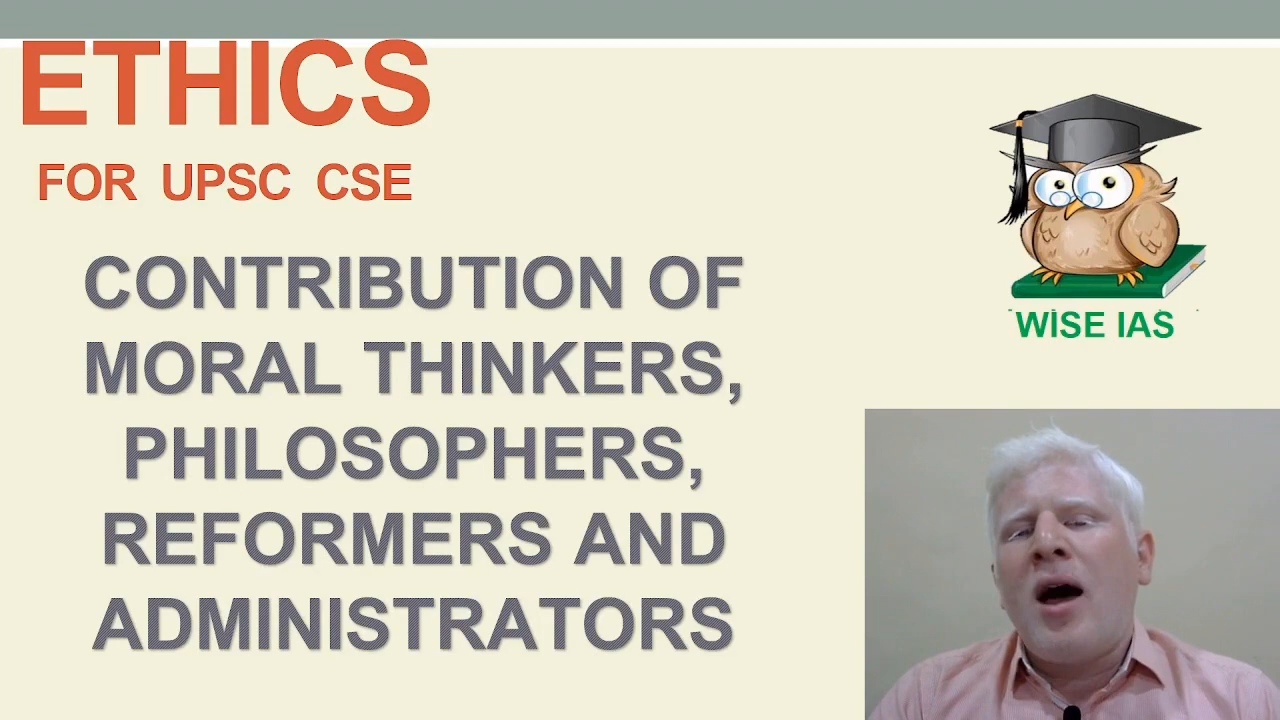 ETHICS
FOR UPSC CSE
CONTRIBUTION OF
MORAL THINKERS,
PHILOSOPHERS,
REFORMERS AND
ADMINISTRATORS
WISE IAS